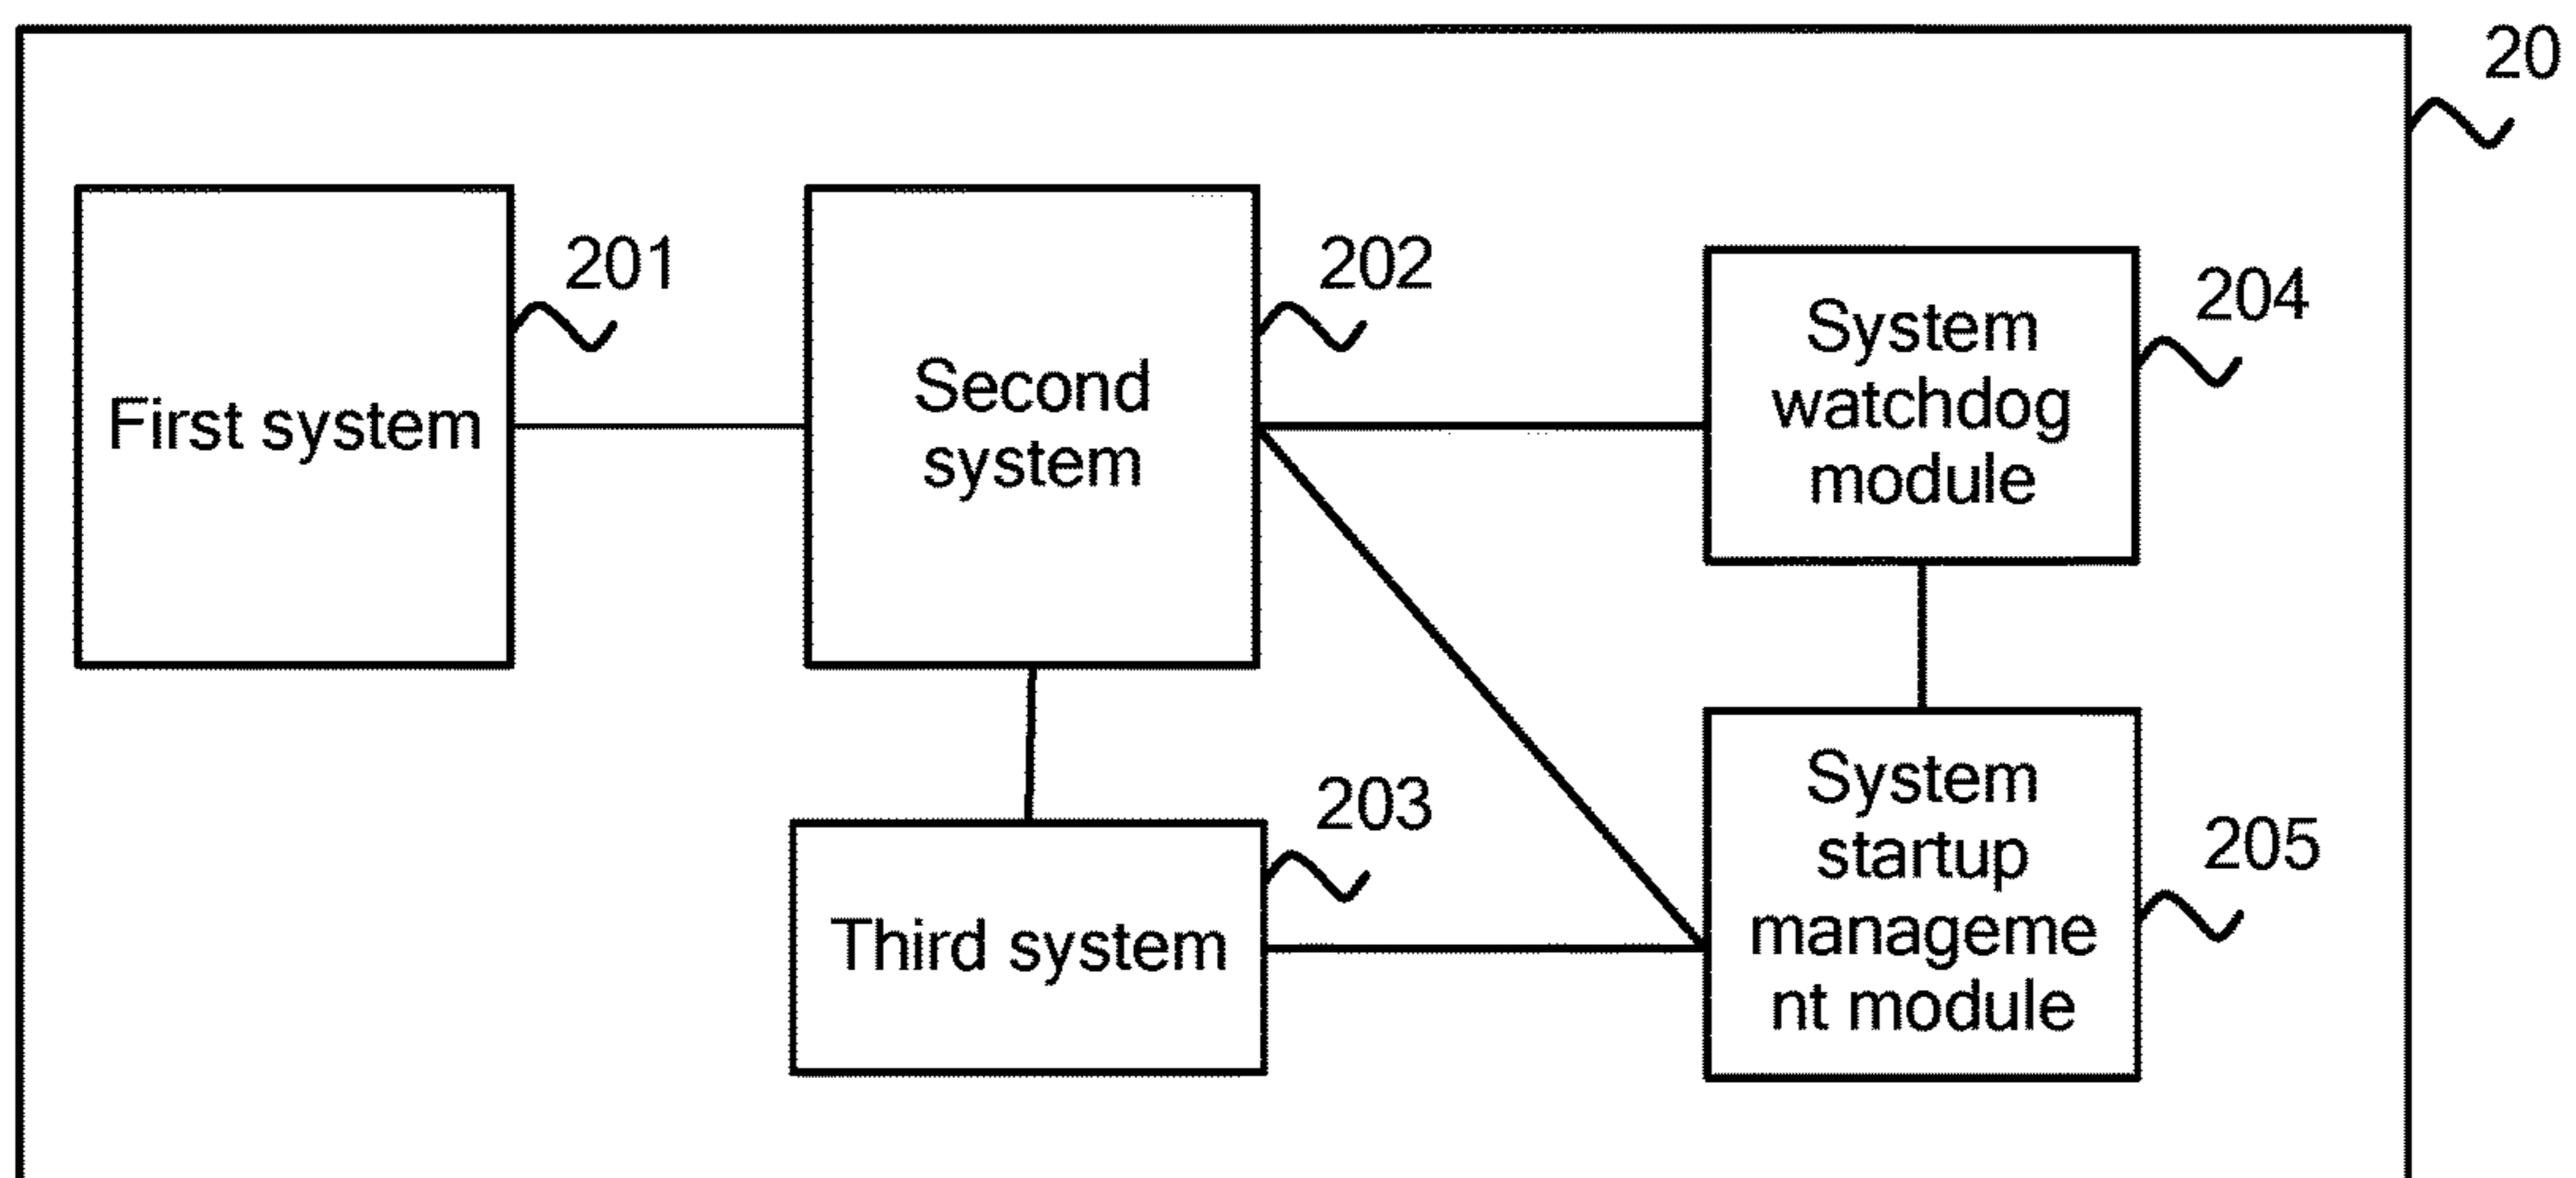 20
201
First system
202
Second
system
204
System
watchdog
module
203
Third system
205
System
startup
manageme
nt module